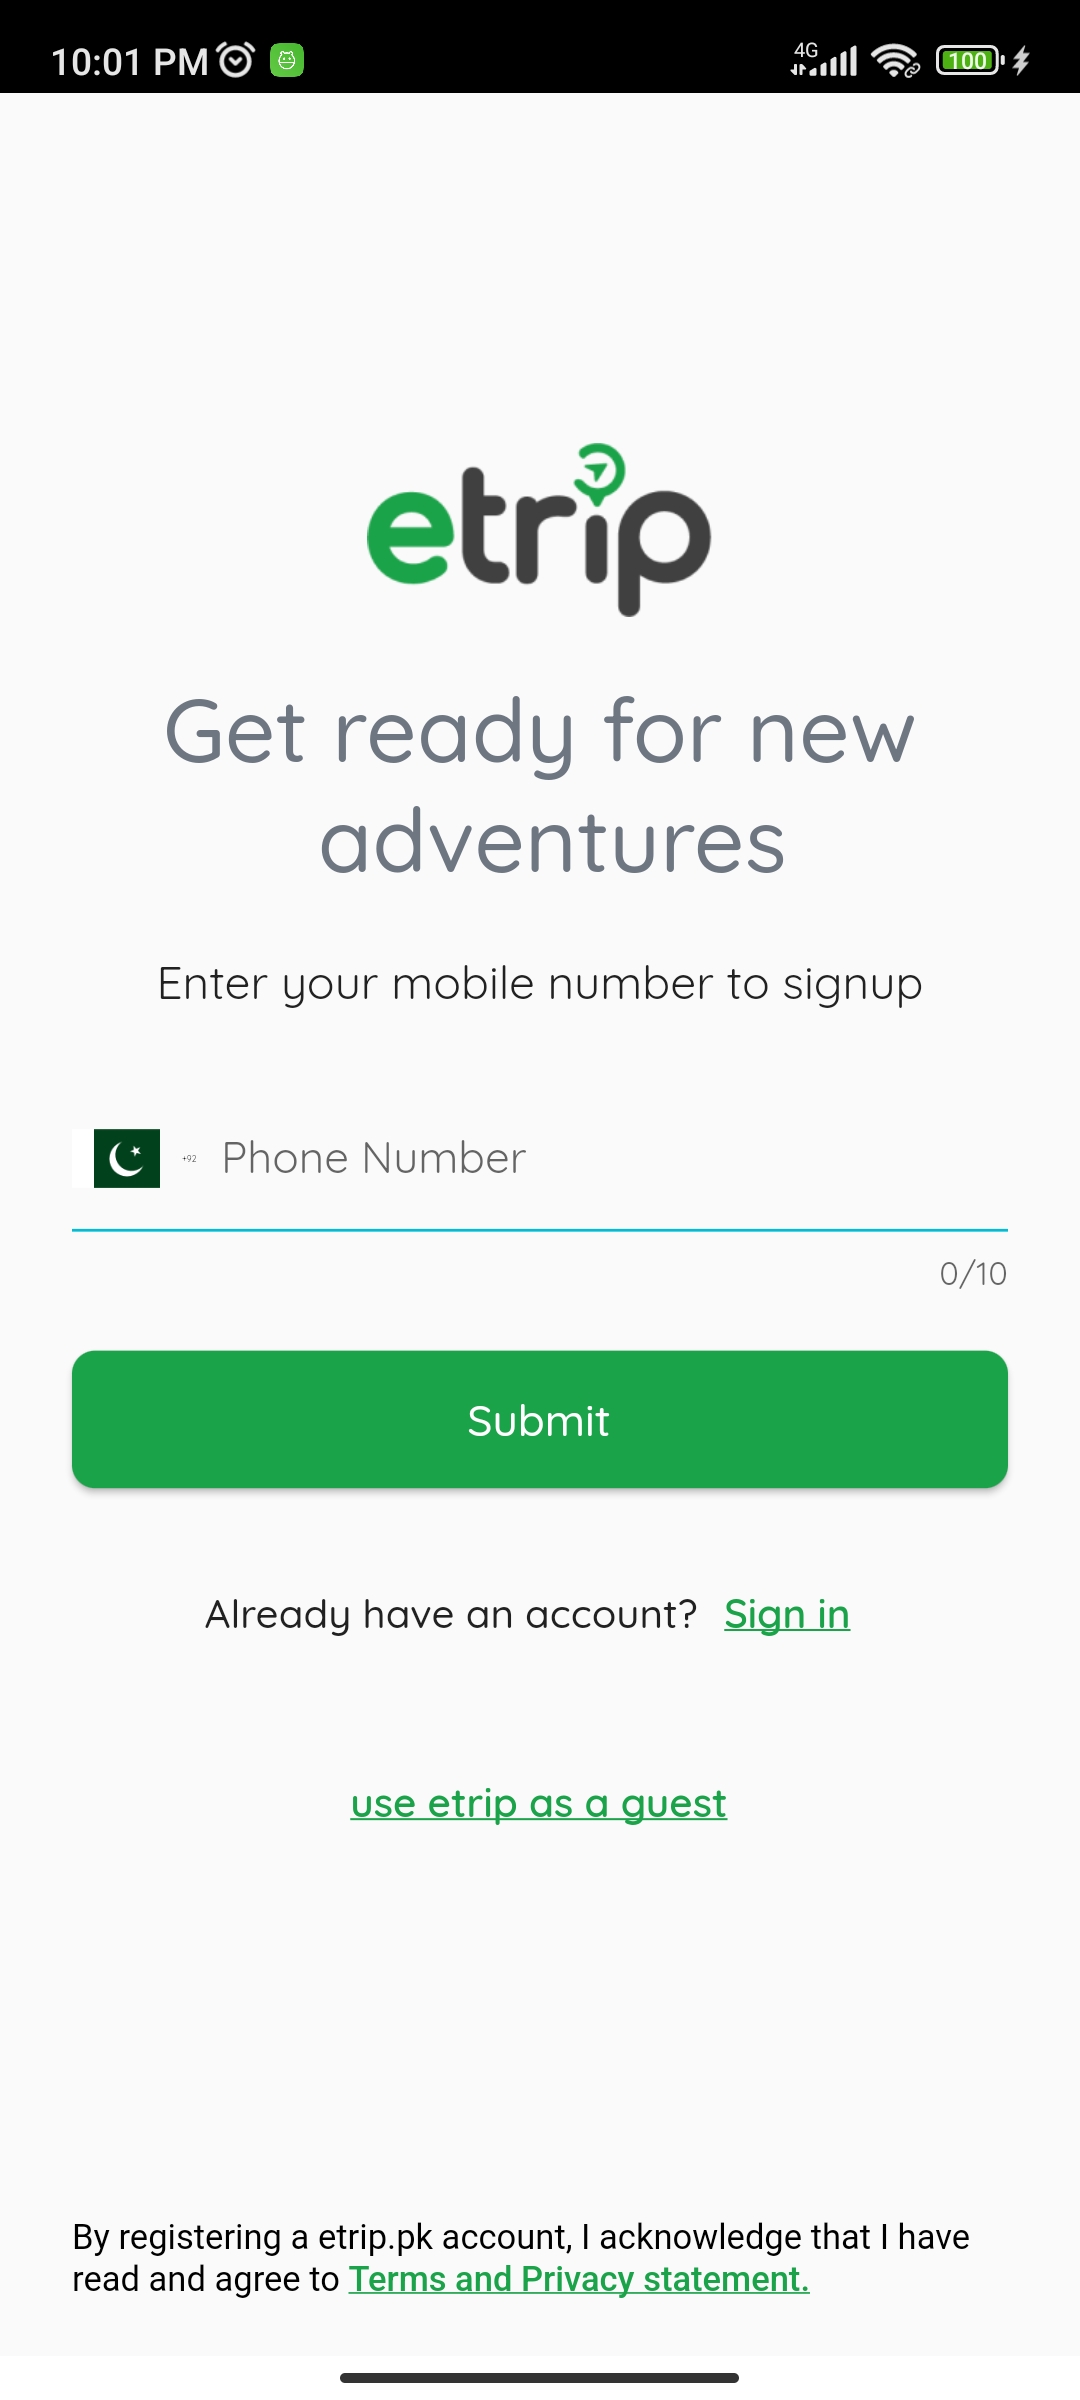 10:01 PM
4G
100
etrip
Get ready for new
adventures
Enter your mobile number to signup
+92 Phone Number
0/10
Submit
Already have an account? Sign in
use etrip as a guest
By registering a etrip.pk account, I acknowledge that I have
read and agree to Terms and Privacy statement.